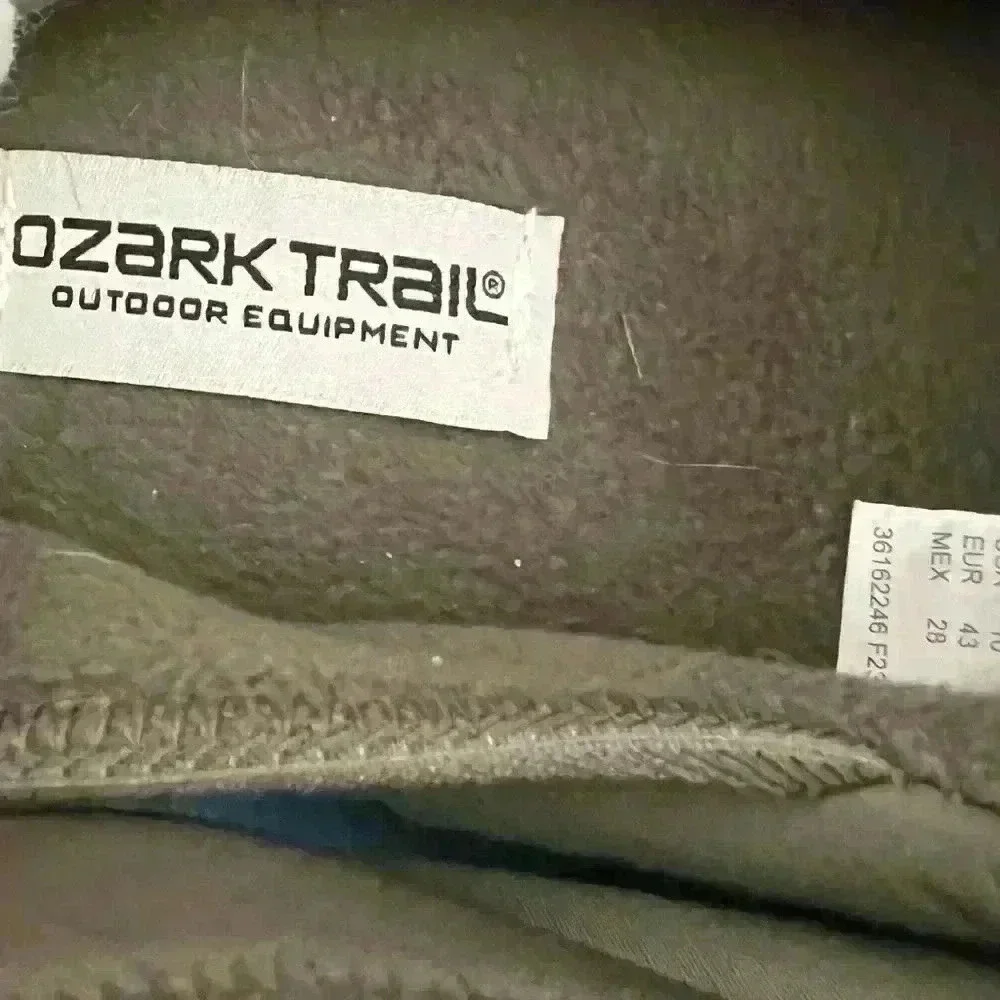 OZARK TRAIL®
OUTDOOR EQUIPMENT
EUR 43
MEX 28
36162246